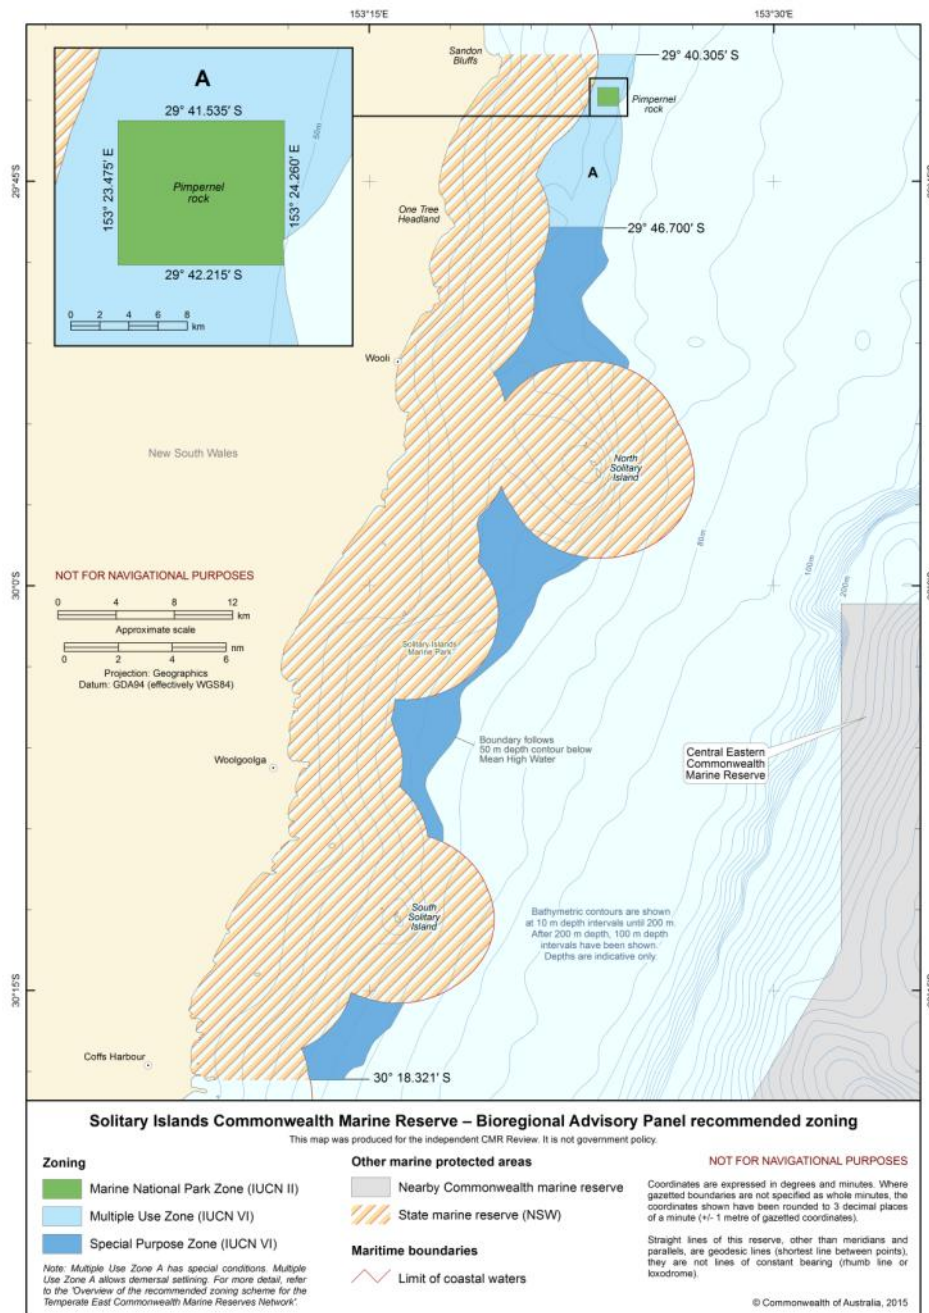 153°15'E
153°30'E
Sandon
Bluffs
29° 40.305' S
A
29° 41.535' S
Pimpernel
rock
50m
153° 23.475' E
Pimpernel
rock
153° 24.260' E
29°45'S
A
One Tree
Headland
29° 46.700' S
29° 42.215' S
0 2 4 6 8
km
Wooli
New South Wales
North
Solitary
Island
80m
100m
200m
NOT FOR NAVIGATIONAL PURPOSES
30°0'S
0 4 8 12
km
Approximate scale
0 2 4 6
nm
Projection: Geographics
Datum: GDA94 (effectively WGS84)
Solitary Islands
Marine Park
Boundary follows
50 m depth contour below
Mean High Water
Central Eastern
Commonwealth
Marine Reserve
Woolgoolga
South
Solitary
Island
Bathymetric contours are shown
at 10 m depth intervals until 200 m.
After 200 m depth, 100 m depth
intervals have been shown.
Depths are indicative only.
30°15'S
Coffs Harbour
30° 18.321' S
Solitary Islands Commonwealth Marine Reserve – Bioregional Advisory Panel recommended zoning
This map was produced for the independent CMR Review. It is not government policy.
Zoning
Marine National Park Zone (IUCN II)
Multiple Use Zone (IUCN VI)
Special Purpose Zone (IUCN VI)
Note: Multiple Use Zone A has special conditions. Multiple
Use Zone A allows demersal setlining. For more detail, refer
to the 'Overview of the recommended zoning scheme for the
Temperate East Commonwealth Marine Reserves Network'.
Other marine protected areas
Nearby Commonwealth marine reserve
State marine reserve (NSW)
Maritime boundaries
Limit of coastal waters
NOT FOR NAVIGATIONAL PURPOSES
Coordinates are expressed in degrees and minutes. Where
gazetted boundaries are not specified as whole minutes, the
coordinates shown have been rounded to 3 decimal places
of a minute (+/- 1 metre of gazetted coordinates).
Straight lines of this reserve, other than meridians and
parallels, are geodesic lines (shortest line between points),
they are not lines of constant bearing (rhumb line or
loxodrome).
© Commonwealth of Australia, 2015